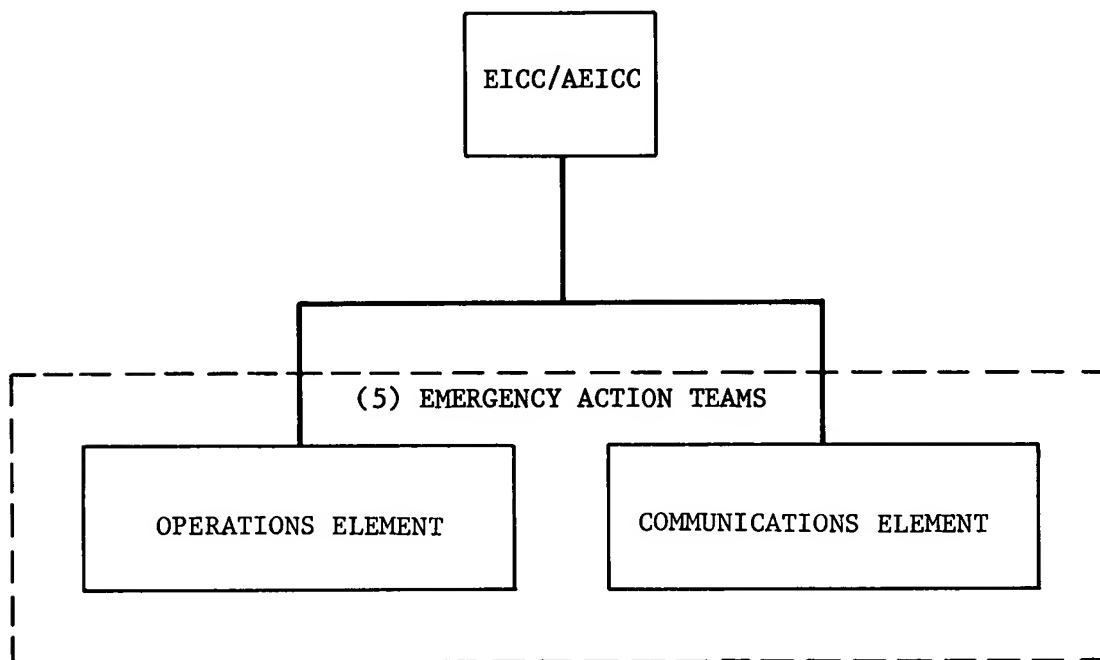 EICC/AEICC
(5) EMERGENCY ACTION TEAMS
OPERATIONS ELEMENT
COMMUNICATIONS ELEMENT